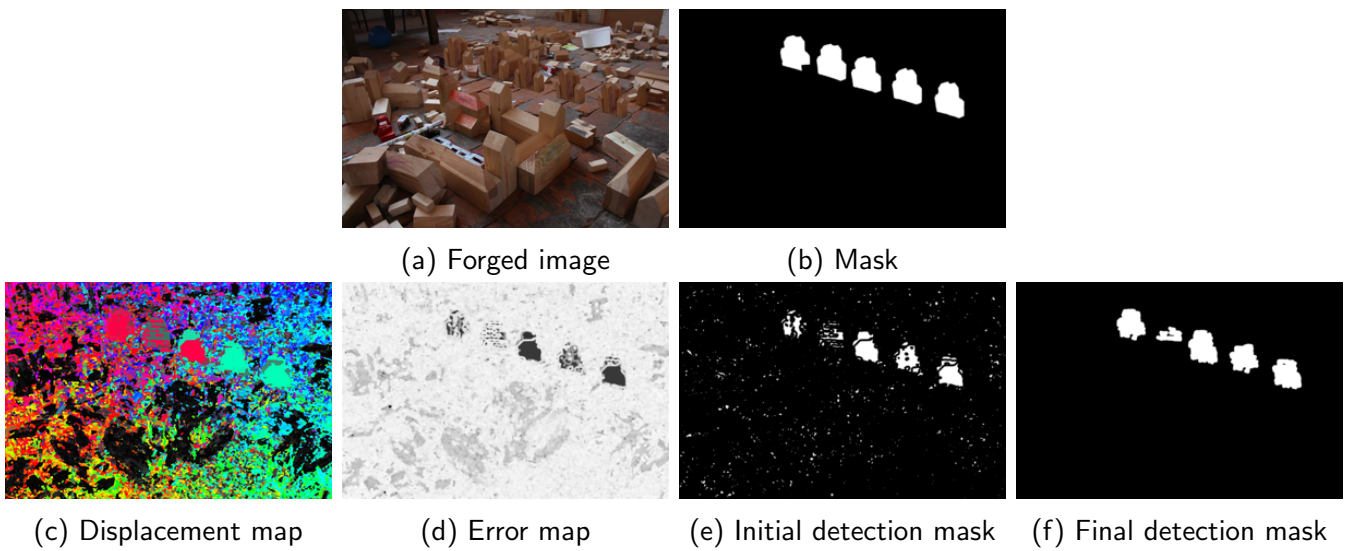 (a) Forged image
(b) Mask
(c) Displacement map
(d) Error map
(e) Initial detection mask
(f) Final detection mask